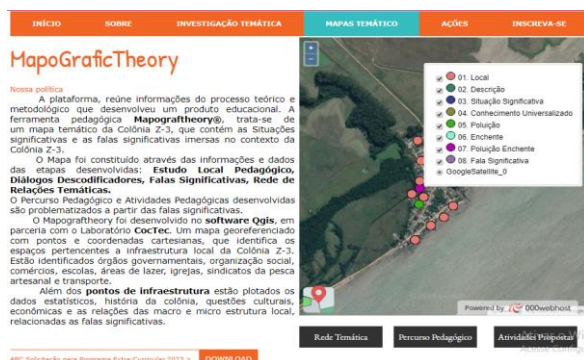 INÍCIO SOBRE INVESTIGAÇÃO TEMÁTICA MAPAS TEMÁTICO AÇÕES INSCREVA-SE
MapoGraficTheory
Nossa política
A plataforma, reúne informações do processo teórico e
metodológico que desenvolveu um produto educacional. A
ferramenta pedagógica Mapograftheory®, trata-se de
um mapa temático da Colônia Z-3, que contém as Situações
significativas e as falas significativas imersas no contexto da
Colônia Z-3.
O Mapa foi constituído através das informações e dados
das etapas desenvolvidas: Estudo Local Pedagógico,
Diálogos Descodificadores, Falas Significativas, Rede de
Relações Temáticas.
O Percurso Pedagógico e Atividades Pedagógicas desenvolvidas
são problematizados a partir das falas significativas.
O Mapograftheory foi desenvolvido no software Qgis, em
parceria com o Laboratório CocTec. Um mapa georeferenciado
com pontos e coordenadas cartesianas, que identifica os
espaços pertencentes a infraestrutura local da Colônia Z-3.
Estão identificados órgãos governamentais, organização social,
comércios, escolas, áreas de lazer, igrejas, sindicatos da pesca
artesanal e transporte.
Além dos pontos de infraestrutura estão plotados os
dados estatísticos, história da colônia, questões culturais,
econômicas e as relações das macro e micro estrutura local,
relacionadas as falas significativas.
DOWNLOAD
+
-
01. Local
02. Descrição
03. Situação Significativa
04. Conhecimento Universalizado
05. Poluição
06. Enchente
07. Poluição Enchente
08. Fala Significativa
GoogleSatellite_0
Powered by 000webhost
Rede Temática Percurso Pedagógico Atividades Propostas